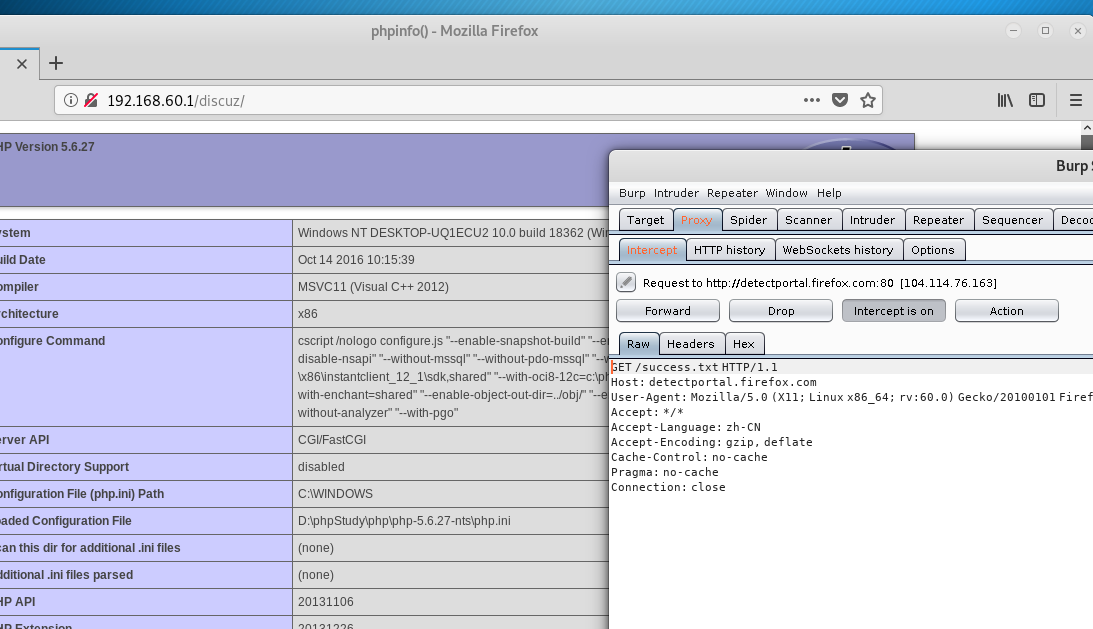 phpinfo() - Mozilla Firefox
192.168.60.1/discuz/
HP Version 5.6.27
ystem Windows NT DESKTOP-UQ1ECU2 10.0 build 18362 (Win
uild Date Oct 14 2016 10:15:39
ompiler MSVC11 (Visual C++ 2012)
rchitecture x86
onfigure Command cscript /nologo configure.js "--enable-snapshot-build" "--en
disable-nsapi" "--without-mssql" "--without-pdo-mssql" "--w
\x86\instantclient_12_1\sdk,shared" "--with-oci8-12c=c:\ph
with-enchant=shared" "--enable-object-out-dir=../obj/" "--e
without-analyzer" "--with-pgo"
erver API CGI/FastCGI
rtual Directory Support disabled
onfiguration File (php.ini) Path C:\WINDOWS
oaded Configuration File D:\phpStudy\php\php-5.6.27-nts\php.ini
can this dir for additional .ini files (none)
dditional .ini files parsed (none)
HP API 20131106
HP Extension 20131226
Burp S
Burp Intruder Repeater Window Help
Target Proxy Spider Scanner Intruder Repeater Sequencer Decod
Intercept HTTP history WebSockets history Options
Request to http://detectportal.firefox.com:80 [104.114.76.163]
Forward Drop Intercept is on Action
Raw Headers Hex
GET /success.txt HTTP/1.1
Host: detectportal.firefox.com
User-Agent: Mozilla/5.0 (X11; Linux x86_64; rv:60.0) Gecko/20100101 Firef
Accept: */*
Accept-Language: zh-CN
Accept-Encoding: gzip, deflate
Cache-Control: no-cache
Pragma: no-cache
Connection: close